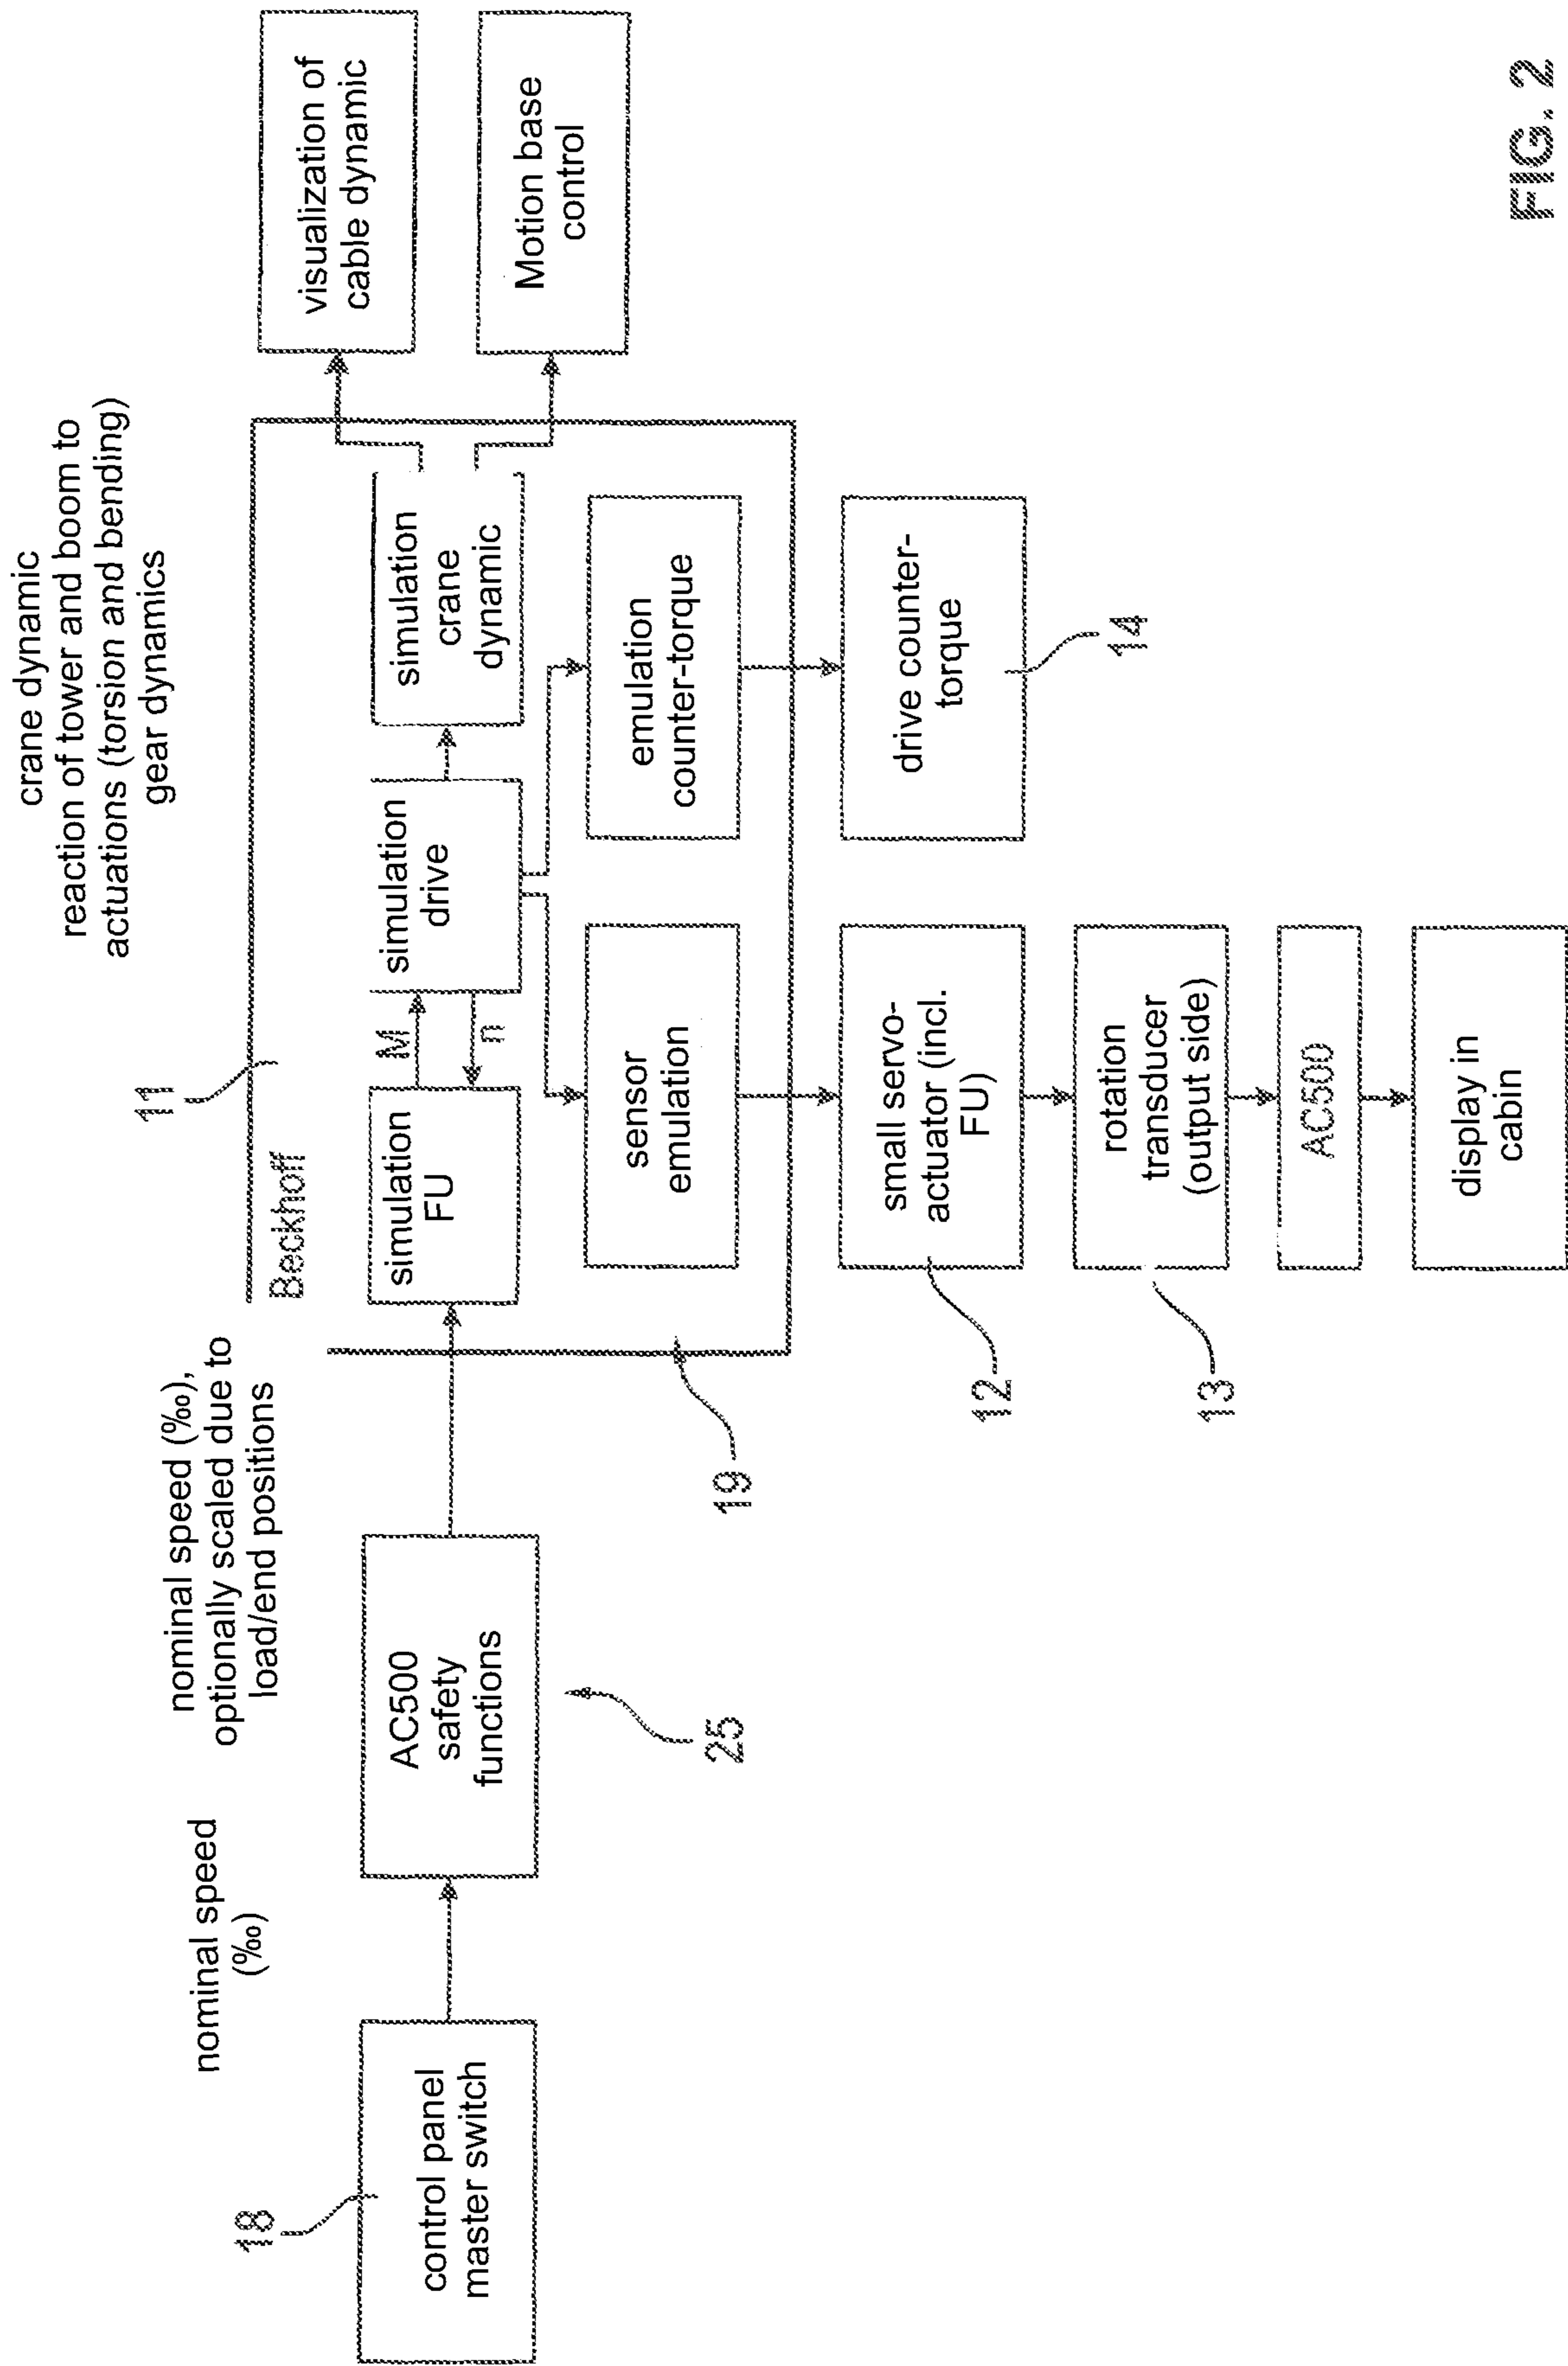 crane dynamic
reaction of tower and boom to
actuations (torsion and bending)
gear dynamics
nominal speed
(‰)
nominal speed (‰),
optionally scaled due to
load/end positions
11
Beckhoff
18
control panel
master switch
AC500
safety
functions
25
simulation
FU
M
n
simulation
drive
simulation
crane
dynamic
visualization of
cable dynamic
Motion base
control
19
sensor
emulation
emulation
counter-torque
12
small servo-
actuator (incl.
FU)
drive counter-
torque
14
13
rotation
transducer
(output side)
AC500
display in
cabin
FIG. 2